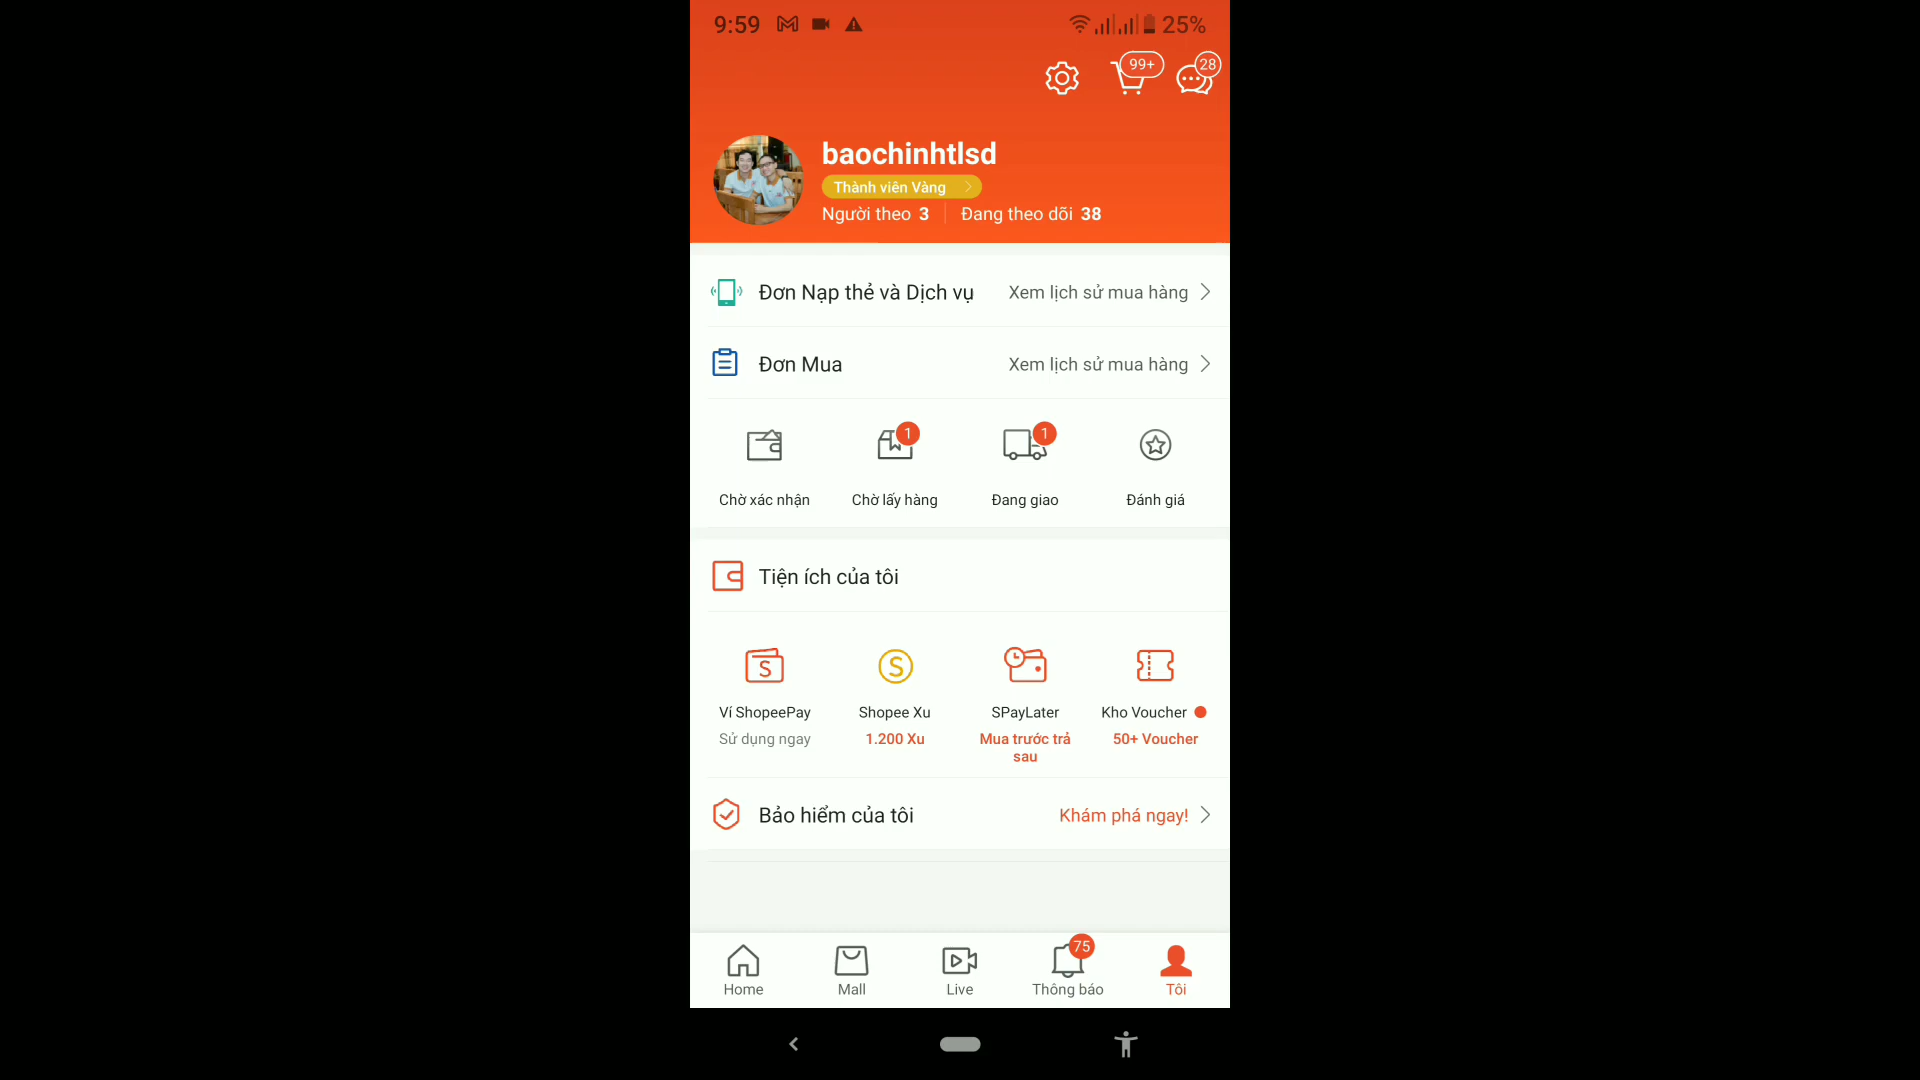 9:59
25%
99+
28
baochinhtlsd
Thành viên Vàng
Người theo 3 Đang theo dõi 38
Đơn Nạp thẻ và Dịch vụ Xem lịch sử mua hàng
Đơn Mua Xem lịch sử mua hàng
1 1
Chờ xác nhận Chờ lấy hàng Đang giao Đánh giá
Tiện ích của tôi
Ví ShopeePay Shopee Xu SPayLater Kho Voucher
Sử dụng ngay 1.200 Xu Mua trước trả sau 50+ Voucher
Bảo hiểm của tôi Khám phá ngay!
75
Home Mall Live Thông báo Tôi